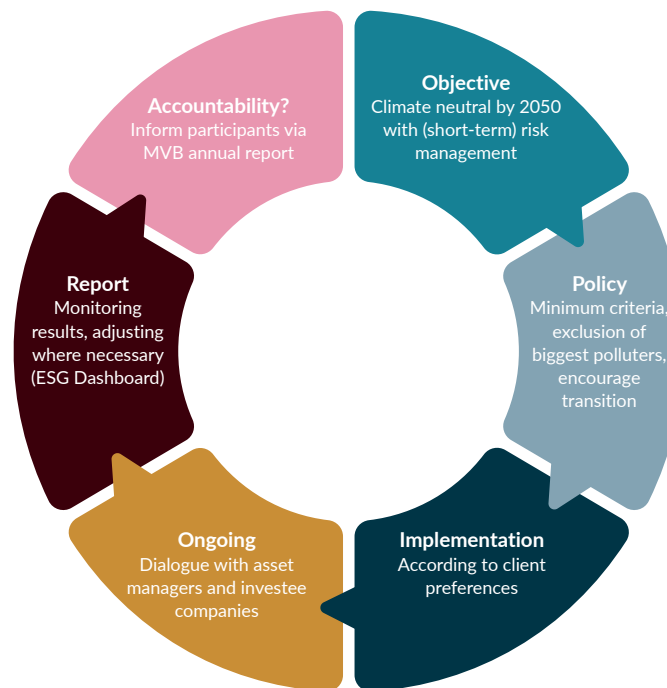 Objective
Climate neutral by 2050
with (short-term) risk
management
Policy
Minimum criteria,
exclusion of
biggest polluters,
encourage
transition
Implementation
According to client
preferences
Ongoing
Dialogue with asset
managers and investee
companies
Report
Monitoring
results, adjusting
where necessary
(ESG Dashboard)
Accountability?
Inform participants via
MVB annual report